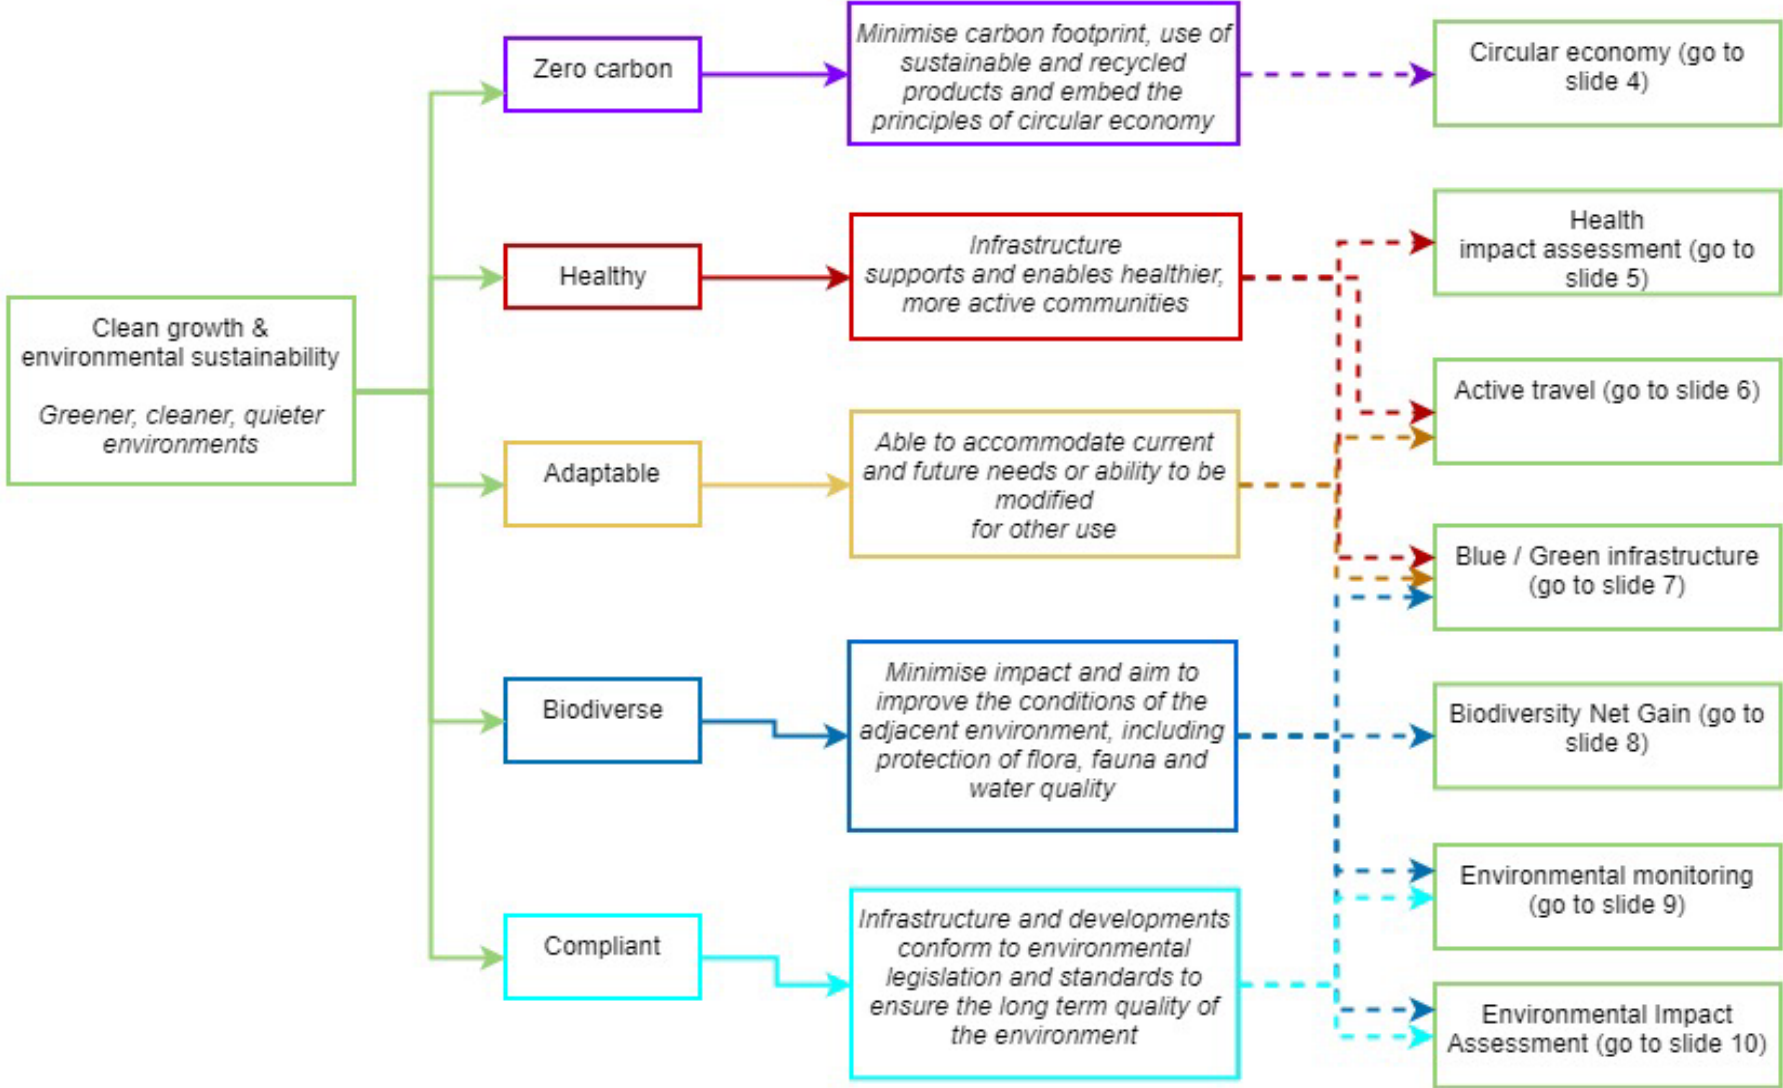 Clean growth &
environmental sustainability
Greener, cleaner, quieter
environments
Zero carbon
Healthy
Adaptable
Biodiverse
Compliant
Minimise carbon footprint, use of
sustainable and recycled
products and embed the
principles of circular economy
Infrastructure
supports and enables healthier,
more active communities
Able to accommodate current
and future needs or ability to be
modified
for other use
Minimise impact and aim to
improve the conditions of the
adjacent environment, including
protection of flora, fauna and
water quality
Infrastructure and developments
conform to environmental
legislation and standards to
ensure the long term quality of
the environment
Circular economy (go to
slide 4)
Health
impact assessment (go to
slide 5)
Active travel (go to slide 6)
Blue / Green infrastructure
(go to slide 7)
Biodiversity Net Gain (go to
slide 8)
Environmental monitoring
(go to slide 9)
Environmental Impact
Assessment (go to slide 10)